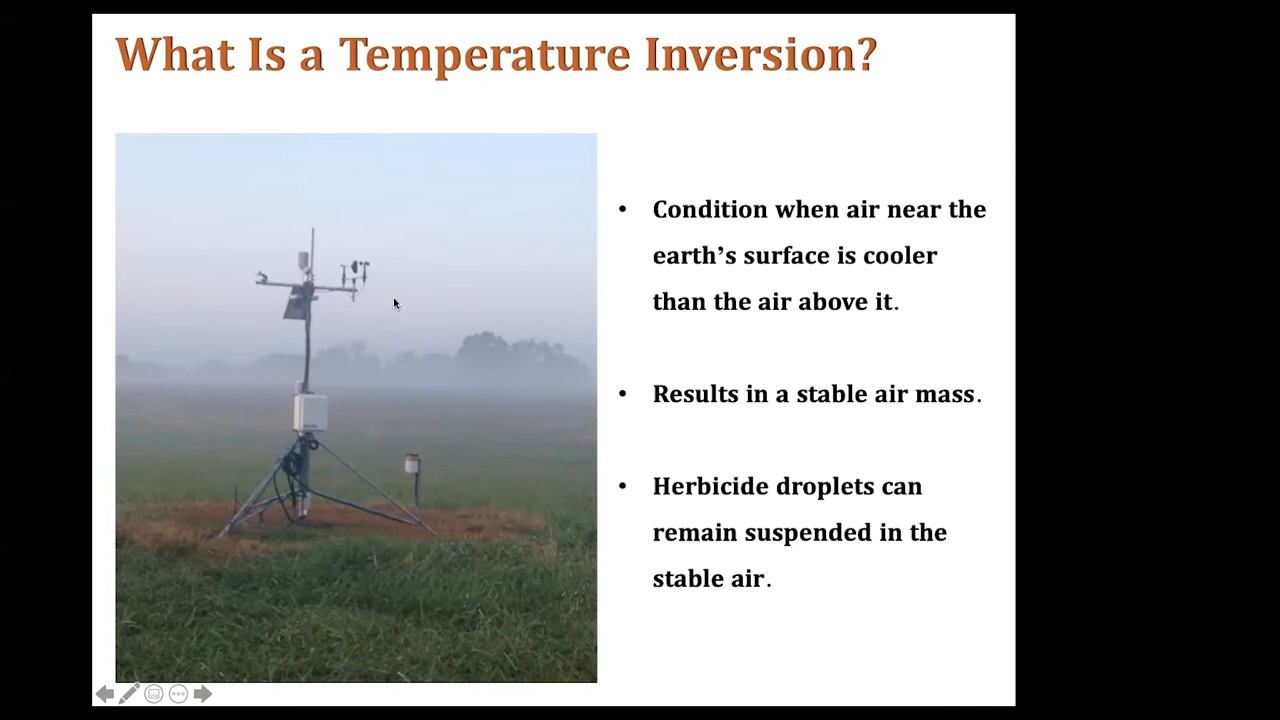 What Is a Temperature Inversion?
• Condition when air near the
earth’s surface is cooler
than the air above it.
• Results in a stable air mass.
• Herbicide droplets can
remain suspended in the
stable air.